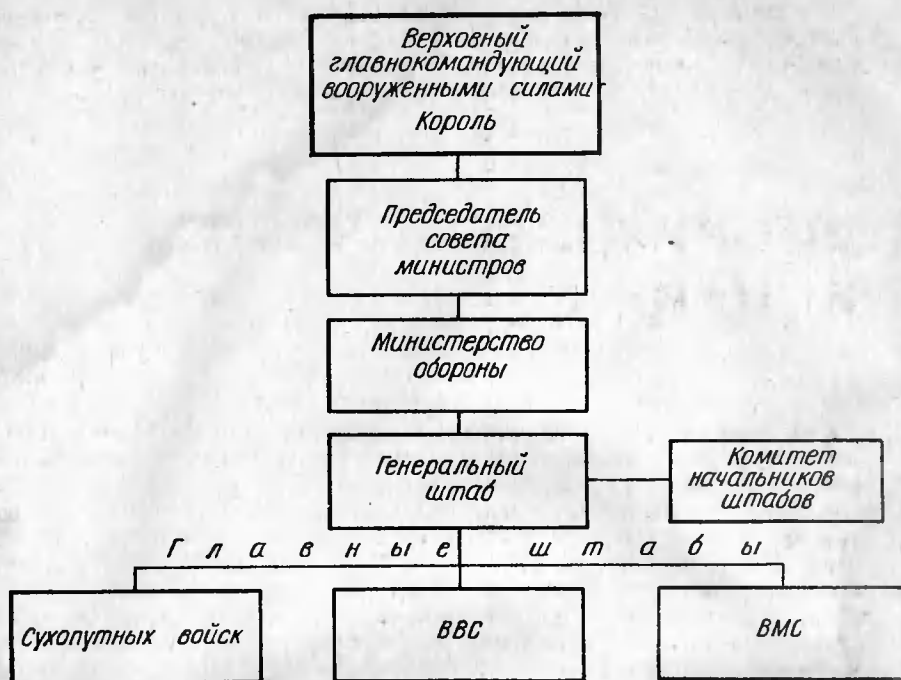 Верховный
главнокомандующий
вооруженными силами
Король
Председатель
совета
министров
Министерство
обороны
Генеральный
штаб
Комитет
начальников
штабов
Главные штабы
Сухопутных войск
ВВС
ВМС